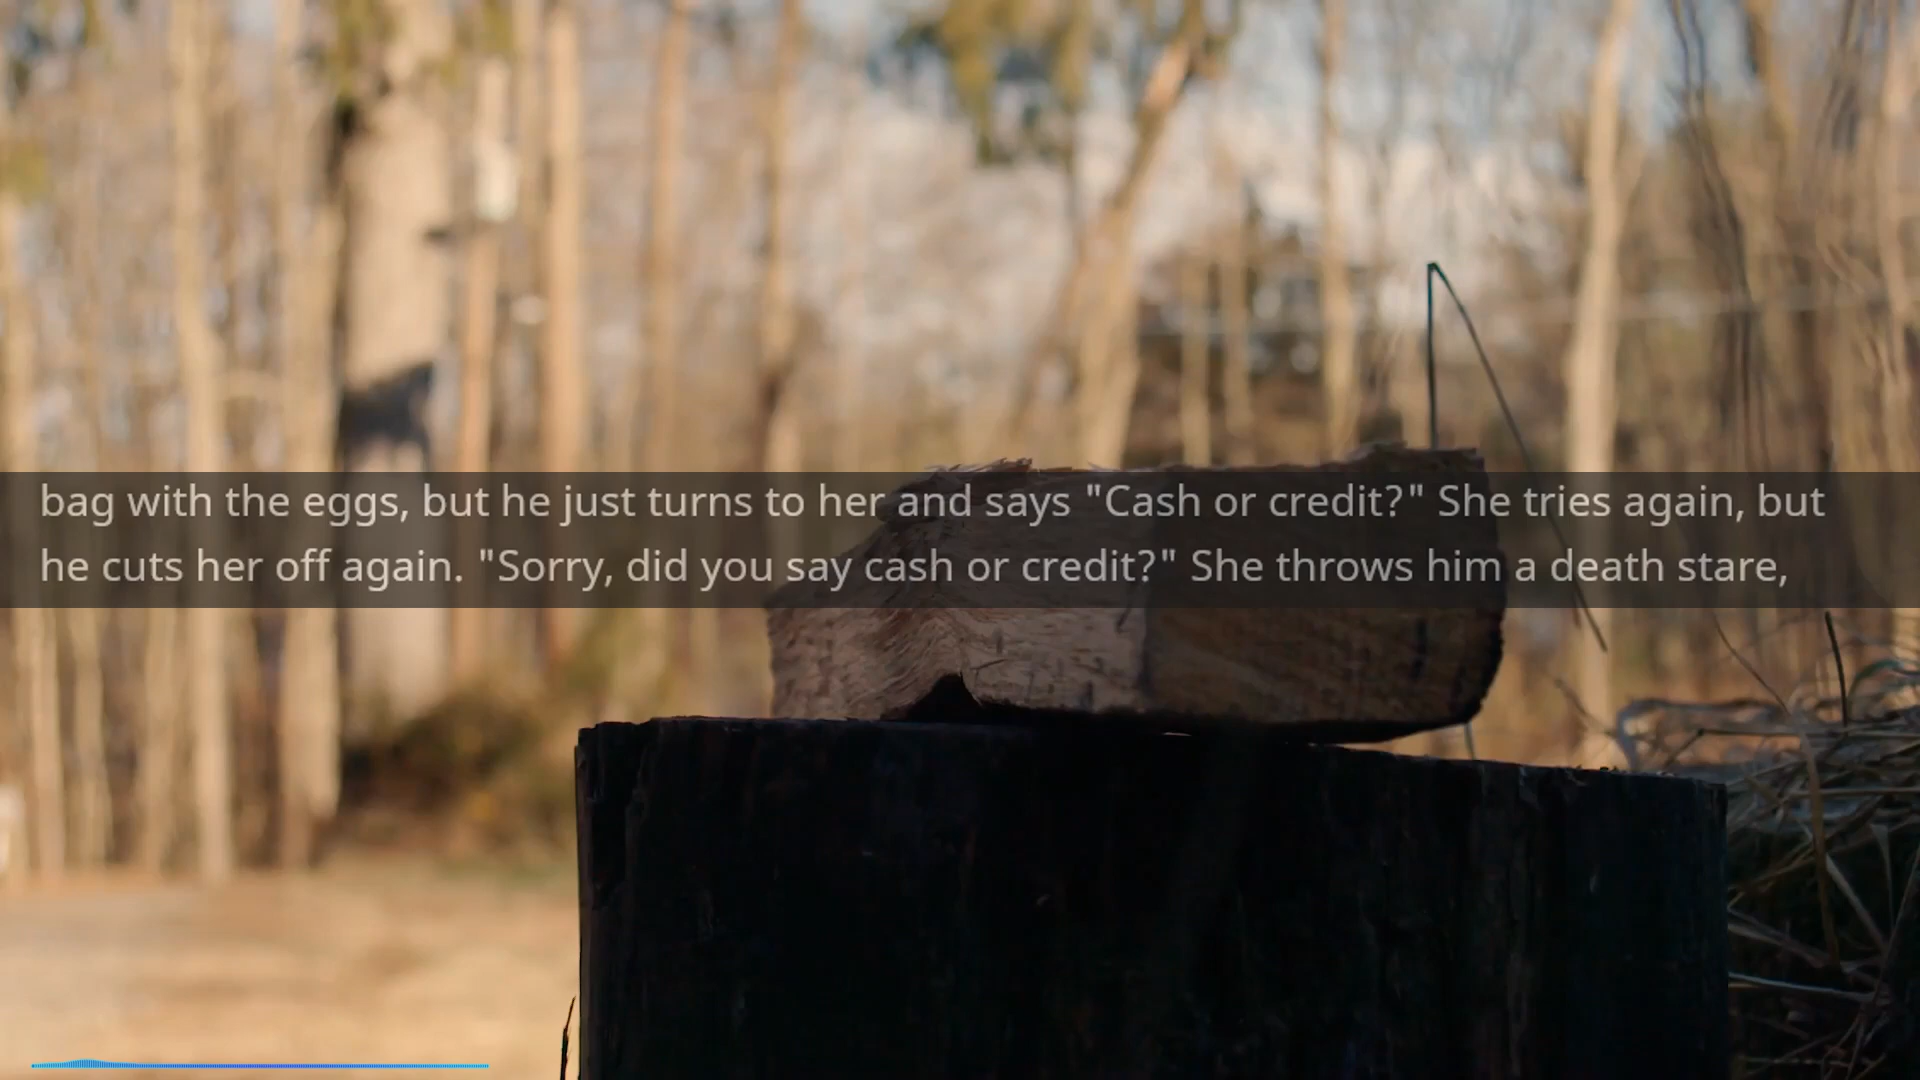 bag with the eggs, but he just turns to her and says "Cash or credit?" She tries again, but
he cuts her off again. "Sorry, did you say cash or credit?" She throws him a death stare,